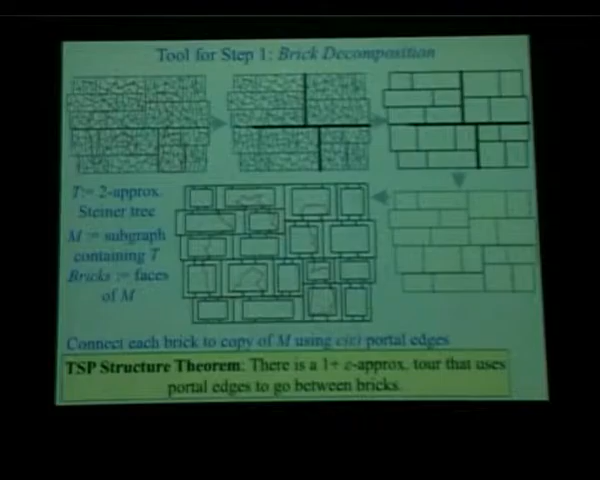 Tool for Step 1: Brick Decomposition
T := 2-approx.
Steiner tree
M := subgraph
containing T
Bricks := faces
of M
Connect each brick to copy of M using c(ε) portal edges
TSP Structure Theorem: There is a 1+ ε-approx. tour that uses
portal edges to go between bricks.